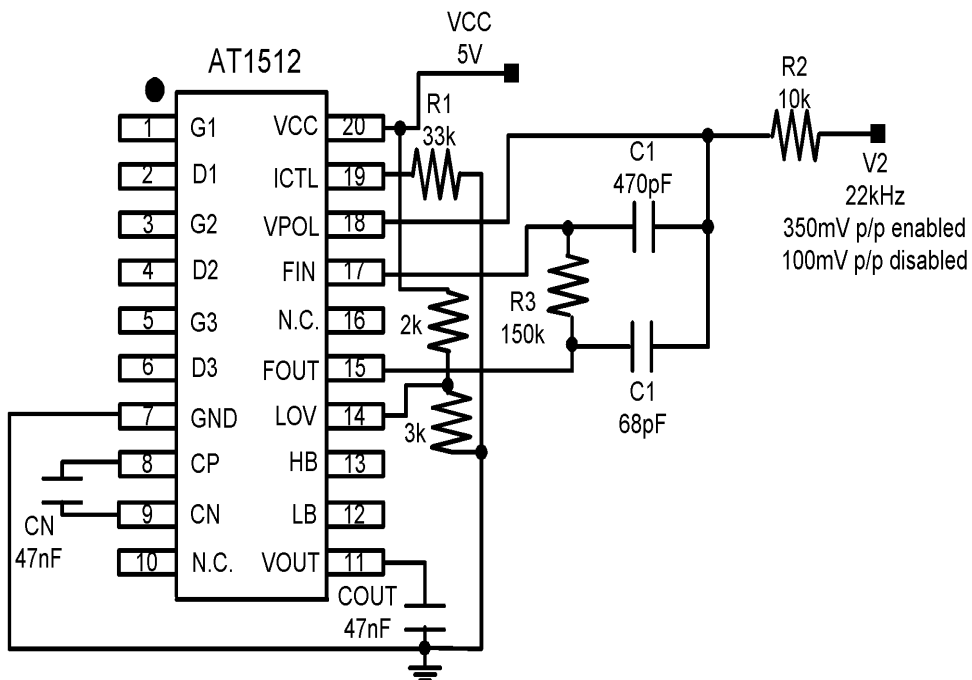 VCC
5V
AT1512
R1
33k
R2
10k
V2
22kHz
350mV p/p enabled
100mV p/p disabled
C1
470pF
R3
150k
C1
68pF
2k
3k
1 G1 VCC 20
2 D1 ICTL 19
3 G2 VPOL 18
4 D2 FIN 17
5 G3 N.C. 16
6 D3 FOUT 15
7 GND LOV 14
8 CP HB 13
9 CN LB 12
10 N.C. VOUT 11
CN
47nF
COUT
47nF